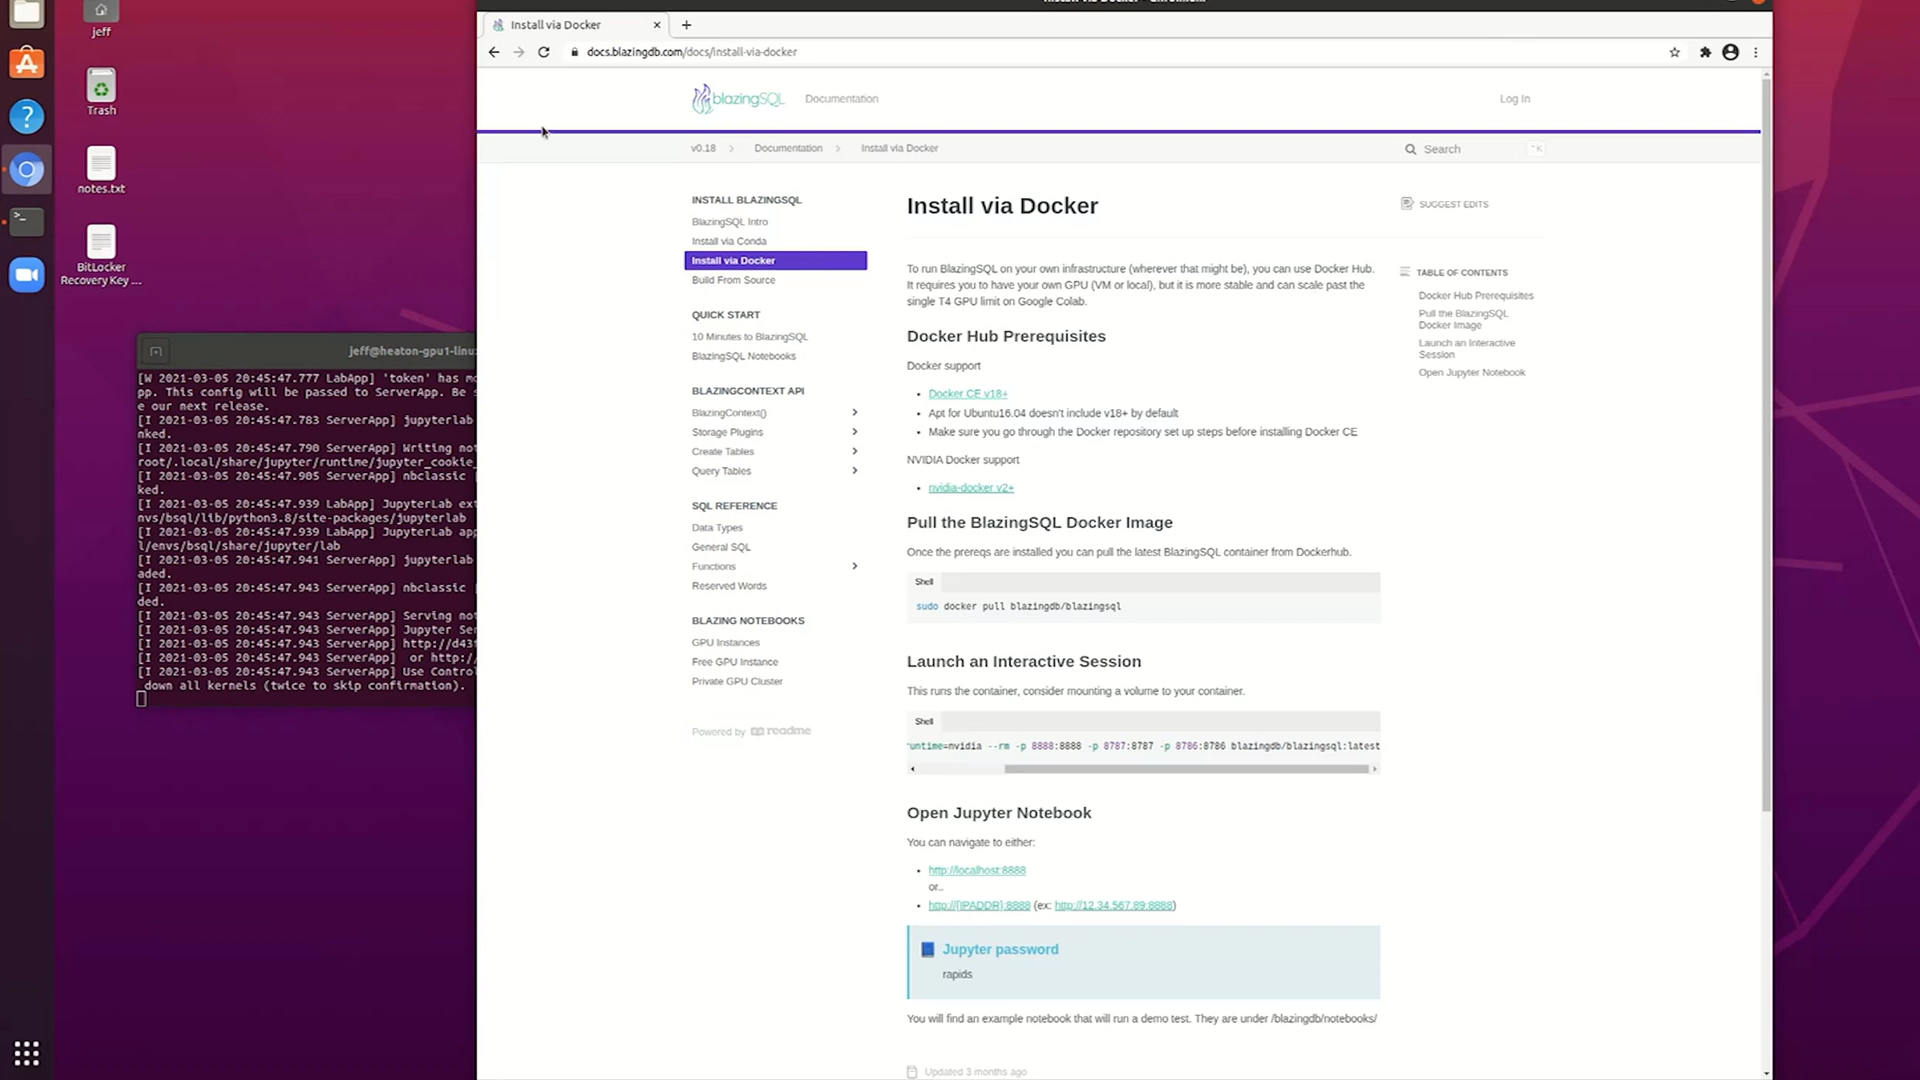 jeff
Trash
notes.txt
BitLocker
Recovery Key ...
jeff@heaton-gpu1-linu
[W 2021-03-05 20:45:47.777 LabApp] 'token' has mo
pp. This config will be passed to ServerApp. Be s
e our next release.
[I 2021-03-05 20:45:47.783 ServerApp] jupyterlab
nked.
[I 2021-03-05 20:45:47.790 ServerApp] Writing not
root/.local/share/jupyter/runtime/jupyter_cookie_
[I 2021-03-05 20:45:47.905 ServerApp] nbclassic
ked.
[I 2021-03-05 20:45:47.939 LabApp] JupyterLab ext
nvs/bsql/lib/python3.8/site-packages/jupyterlab
[I 2021-03-05 20:45:47.939 LabApp] JupyterLab app
l/envs/bsql/share/jupyter/lab
[I 2021-03-05 20:45:47.941 ServerApp] jupyterlab
aded.
[I 2021-03-05 20:45:47.943 ServerApp] nbclassic
ded.
[I 2021-03-05 20:45:47.943 ServerApp] Serving not
[I 2021-03-05 20:45:47.943 ServerApp] Jupyter Ser
[I 2021-03-05 20:45:47.943 ServerApp] http://d43f
[I 2021-03-05 20:45:47.943 ServerApp]  or http:/
[I 2021-03-05 20:45:47.943 ServerApp] Use Control
down all kernels (twice to skip confirmation).
Install via Docker
docs.blazingdb.com/docs/install-via-docker
blazingSQL Documentation Log In
v0.18 > Documentation > Install via Docker Search
INSTALL BLAZINGSQL
BlazingSQL Intro
Install via Conda
Install via Docker
Build From Source
QUICK START
10 Minutes to BlazingSQL
BlazingSQL Notebooks
BLAZINGCONTEXT API
BlazingContext()
Storage Plugins
Create Tables
Query Tables
SQL REFERENCE
Data Types
General SQL
Functions
Reserved Words
BLAZING NOTEBOOKS
GPU Instances
Free GPU Instance
Private GPU Cluster
Powered by readme
Install via Docker
To run BlazingSQL on your own infrastructure (wherever that might be), you can use Docker Hub.
It requires you to have your own GPU (VM or local), but it is more stable and can scale past the
single T4 GPU limit on Google Colab.
Docker Hub Prerequisites
Docker support
• Docker CE v18+
• Apt for Ubuntu16.04 doesn't include v18+ by default
• Make sure you go through the Docker repository set up steps before installing Docker CE
NVIDIA Docker support
• nvidia-docker v2+
Pull the BlazingSQL Docker Image
Once the prereqs are installed you can pull the latest BlazingSQL container from Dockerhub.
Shell
sudo docker pull blazingdb/blazingsql
Launch an Interactive Session
This runs the container, consider mounting a volume to your container.
Shell
untime=nvidia --rm -p 8888:8888 -p 8787:8787 -p 8786:8786 blazingdb/blazingsql:latest
Open Jupyter Notebook
You can navigate to either:
• http://localhost:8888
or..
• http://[IPADDR]:8888 (ex: http://12.34.567.89:8888)
Jupyter password
rapids
You will find an example notebook that will run a demo test. They are under /blazingdb/notebooks/
Updated 3 months ago
SUGGEST EDITS
TABLE OF CONTENTS
Docker Hub Prerequisites
Pull the BlazingSQL
Docker Image
Launch an Interactive
Session
Open Jupyter Notebook